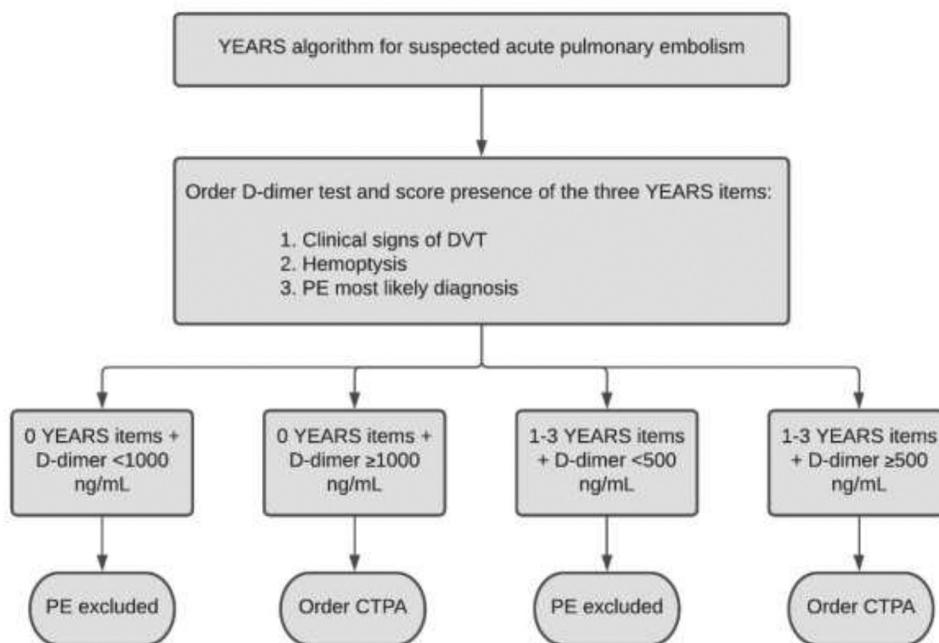 YEARS algorithm for suspected acute pulmonary embolism
Order D-dimer test and score presence of the three YEARS items:
1. Clinical signs of DVT
2. Hemoptysis
3. PE most likely diagnosis
0 YEARS items +
D-dimer <1000
ng/mL
0 YEARS items +
D-dimer ≥1000
ng/mL
1-3 YEARS items
+ D-dimer <500
ng/mL
1-3 YEARS items
+ D-dimer ≥500
ng/mL
PE excluded
Order CTPA
PE excluded
Order CTPA